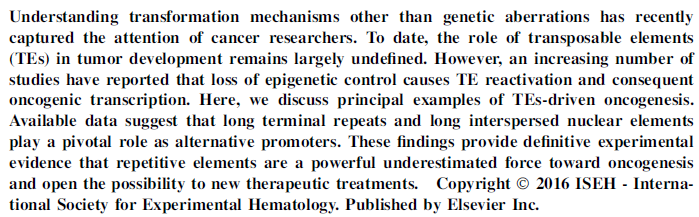 Understanding transformation mechanisms other than genetic aberrations has recently
captured the attention of cancer researchers. To date, the role of transposable elements
(TEs) in tumor development remains largely undefined. However, an increasing number of
studies have reported that loss of epigenetic control causes TE reactivation and consequent
oncogenic transcription. Here, we discuss principal examples of TEs-driven oncogenesis.
Available data suggest that long terminal repeats and long interspersed nuclear elements
play a pivotal role as alternative promoters. These findings provide definitive experimental
evidence that repetitive elements are a powerful underestimated force toward oncogenesis
and open the possibility to new therapeutic treatments. Copyright © 2016 ISEH - Interna-
tional Society for Experimental Hematology. Published by Elsevier Inc.